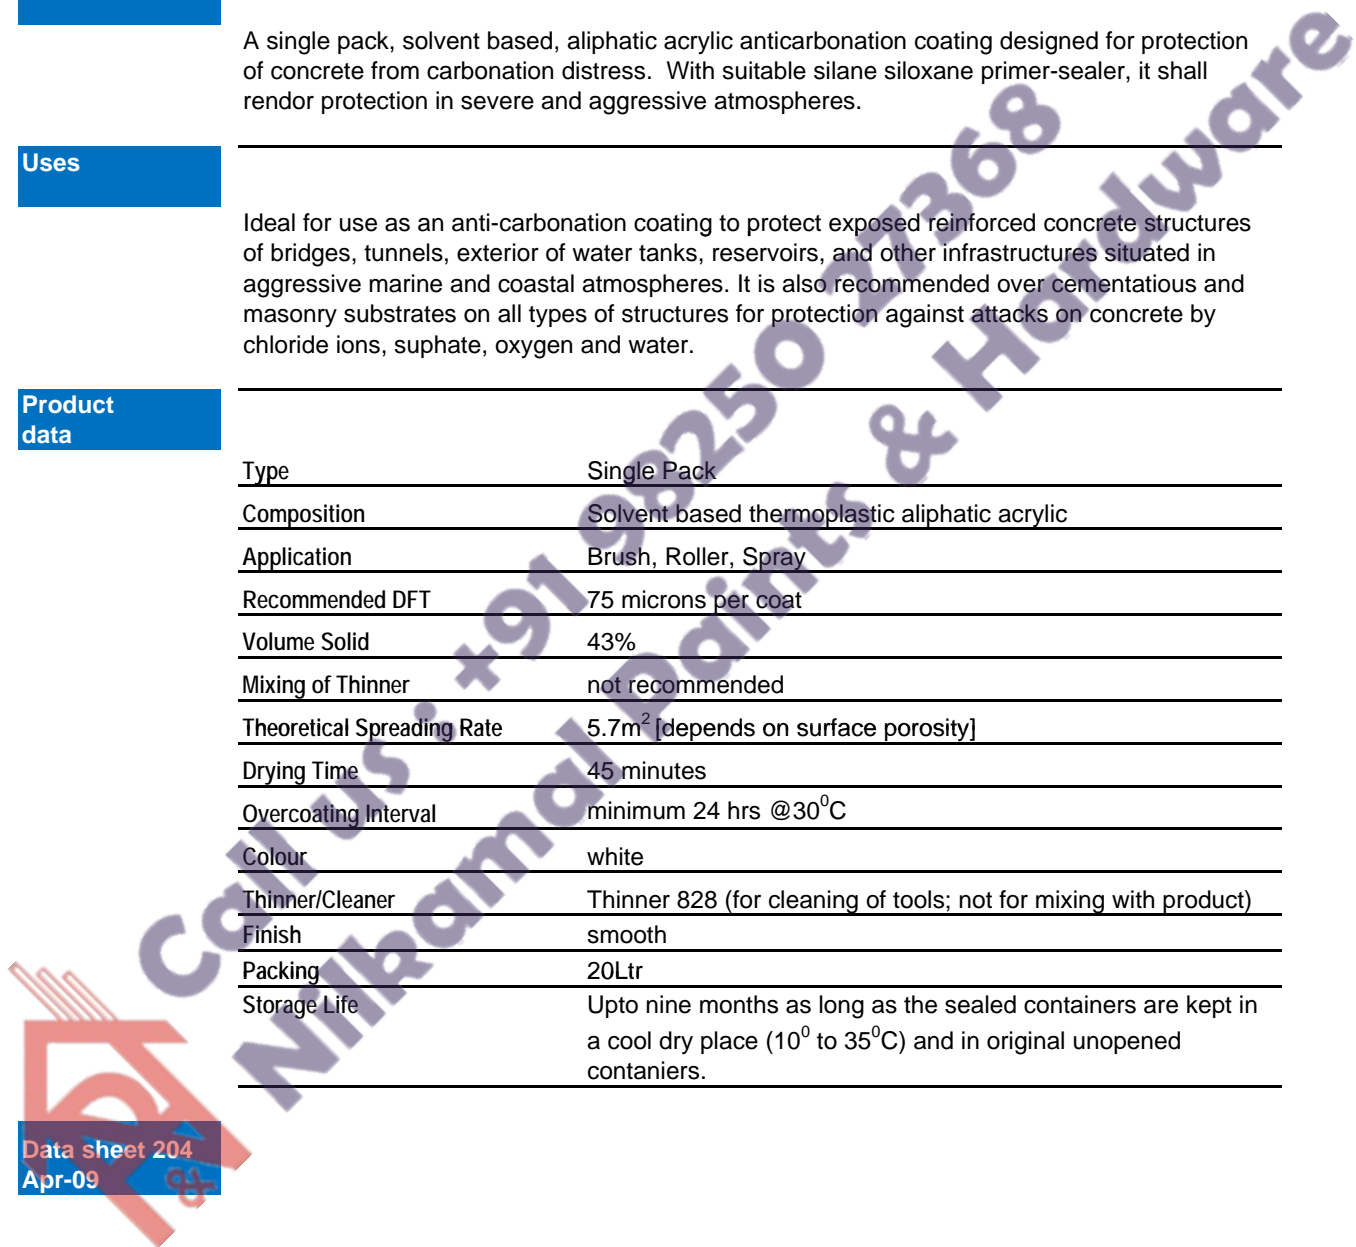 A single pack, solvent based, aliphatic acrylic anticarbonation coating designed for protection
of concrete from carbonation distress. With suitable silane siloxane primer-sealer, it shall
rendor protection in severe and aggressive atmospheres.
Uses
Ideal for use as an anti-carbonation coating to protect exposed reinforced concrete structures
of bridges, tunnels, exterior of water tanks, reservoirs, and other infrastructures situated in
aggressive marine and coastal atmospheres. It is also recommended over cementatious and
masonry substrates on all types of structures for protection against attacks on concrete by
chloride ions, suphate, oxygen and water.
Product
data
Type Single Pack
Composition Solvent based thermoplastic aliphatic acrylic
Application Brush, Roller, Spray
Recommended DFT 75 microns per coat
Volume Solid 43%
Mixing of Thinner not recommended
Theoretical Spreading Rate 5.7m² [depends on surface porosity]
Drying Time 45 minutes
Overcoating Interval minimum 24 hrs @30⁰C
Colour white
Thinner/Cleaner Thinner 828 (for cleaning of tools; not for mixing with product)
Finish smooth
Packing 20Ltr
Storage Life Upto nine months as long as the sealed containers are kept in
a cool dry place (10⁰ to 35⁰C) and in original unopened
contaniers.
Data sheet 204
Apr-09
Call us : +91 98250 27368
Nilkamal Paints & Hardware